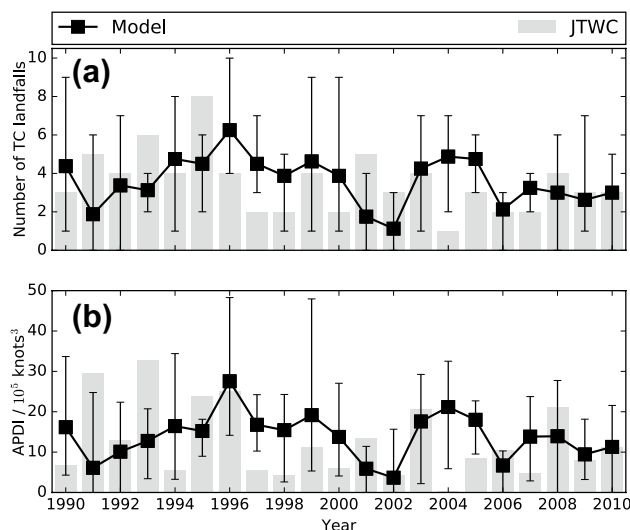 Model JTWC
(a)
Number of TC landfalls
10
8
6
4
2
0
(b)
APDI / 10⁵ knots³
50
40
30
20
10
0
1990 1992 1994 1996 1998 2000 2002 2004 2006 2008 2010
Year